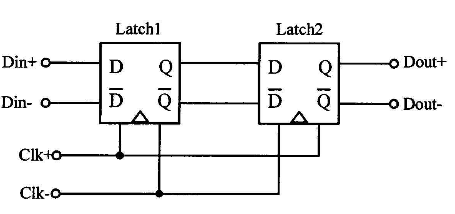 Latch1 Latch2
Din+ D Q D Q Dout+
Din- D̅ Q̅ D̅ Q̅ Dout-
Clk+
Clk-